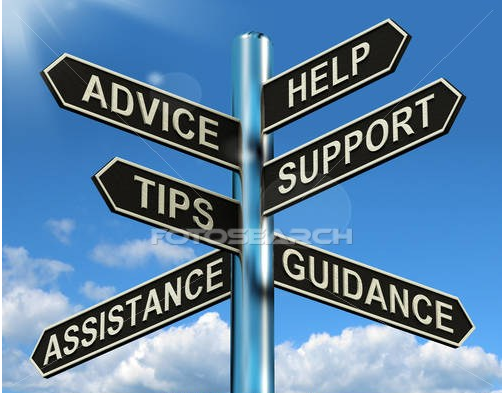 HELP
ADVICE
SUPPORT
TIPS
FOTOSEARCH
GUIDANCE
ASSISTANCE